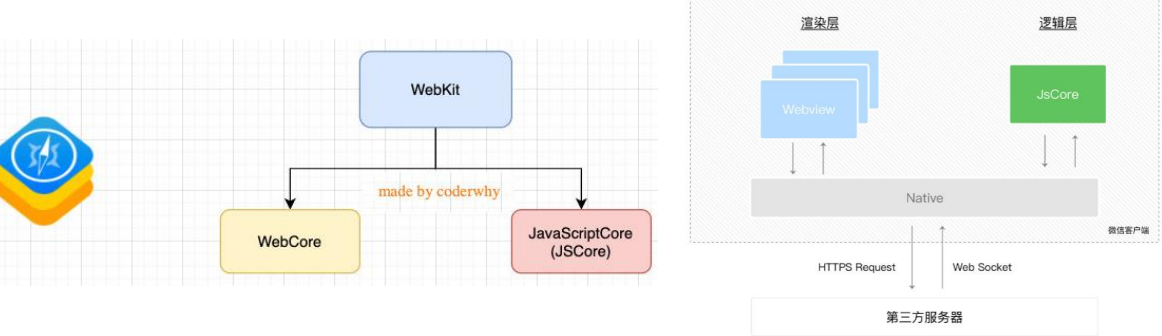 WebKit
made by coderwhy
WebCore
JavaScriptCore
(JSCore)
渲染层
逻辑层
Webview
JsCore
Native
微信客户端
HTTPS Request
Web Socket
第三方服务器